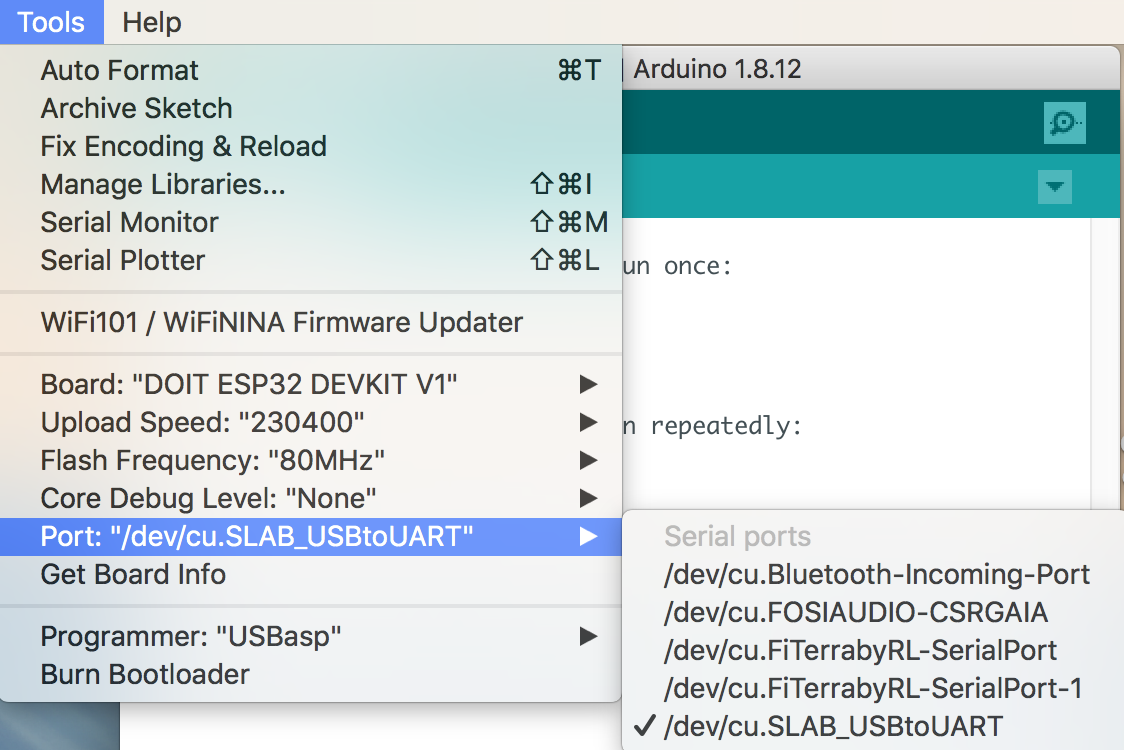 Tools Help
Auto Format ⌘T
Arduino 1.8.12
Archive Sketch
Fix Encoding & Reload
Manage Libraries... ⇧⌘I
Serial Monitor ⇧⌘M
Serial Plotter ⇧⌘L
un once:
WiFi101 / WiFiNINA Firmware Updater
Board: "DOIT ESP32 DEVKIT V1"
Upload Speed: "230400"
n repeatedly:
Flash Frequency: "80MHz"
Core Debug Level: "None"
Port: "/dev/cu.SLAB_USBtoUART"
Get Board Info
Programmer: "USBasp"
Burn Bootloader
Serial ports
/dev/cu.Bluetooth-Incoming-Port
/dev/cu.FOSIAUDIO-CSRGAIA
/dev/cu.FiTerrabyRL-SerialPort
/dev/cu.FiTerrabyRL-SerialPort-1
✓ /dev/cu.SLAB_USBtoUART